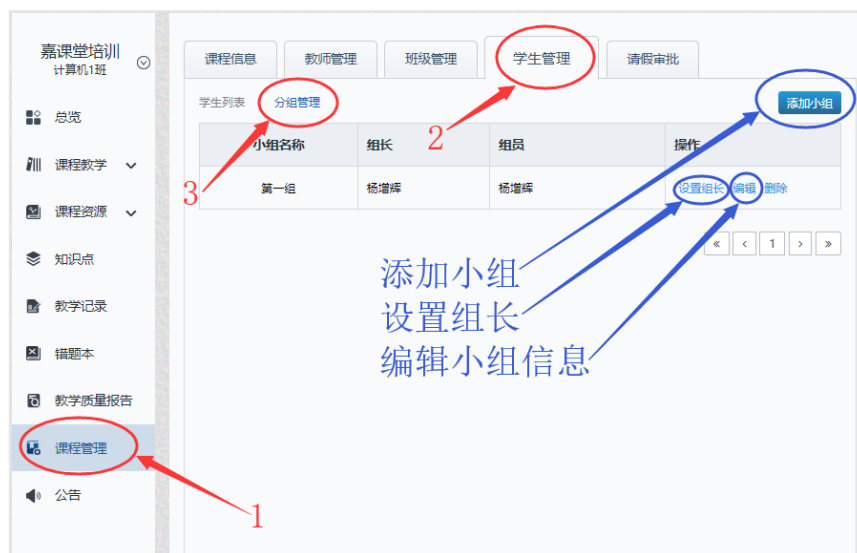 嘉课堂培训
计算机1班
总览
课程教学
课程资源
知识点
教学记录
错题本
教学质量报告
课程管理
公告
1
课程信息 教师管理 班级管理 学生管理 请假审批
2
学生列表 分组管理 添加小组
3
小组名称 组长 组员 操作
第一组 杨增辉 杨增辉 设置组长 编辑 删除
« ‹ 1 › »
添加小组
设置组长
编辑小组信息